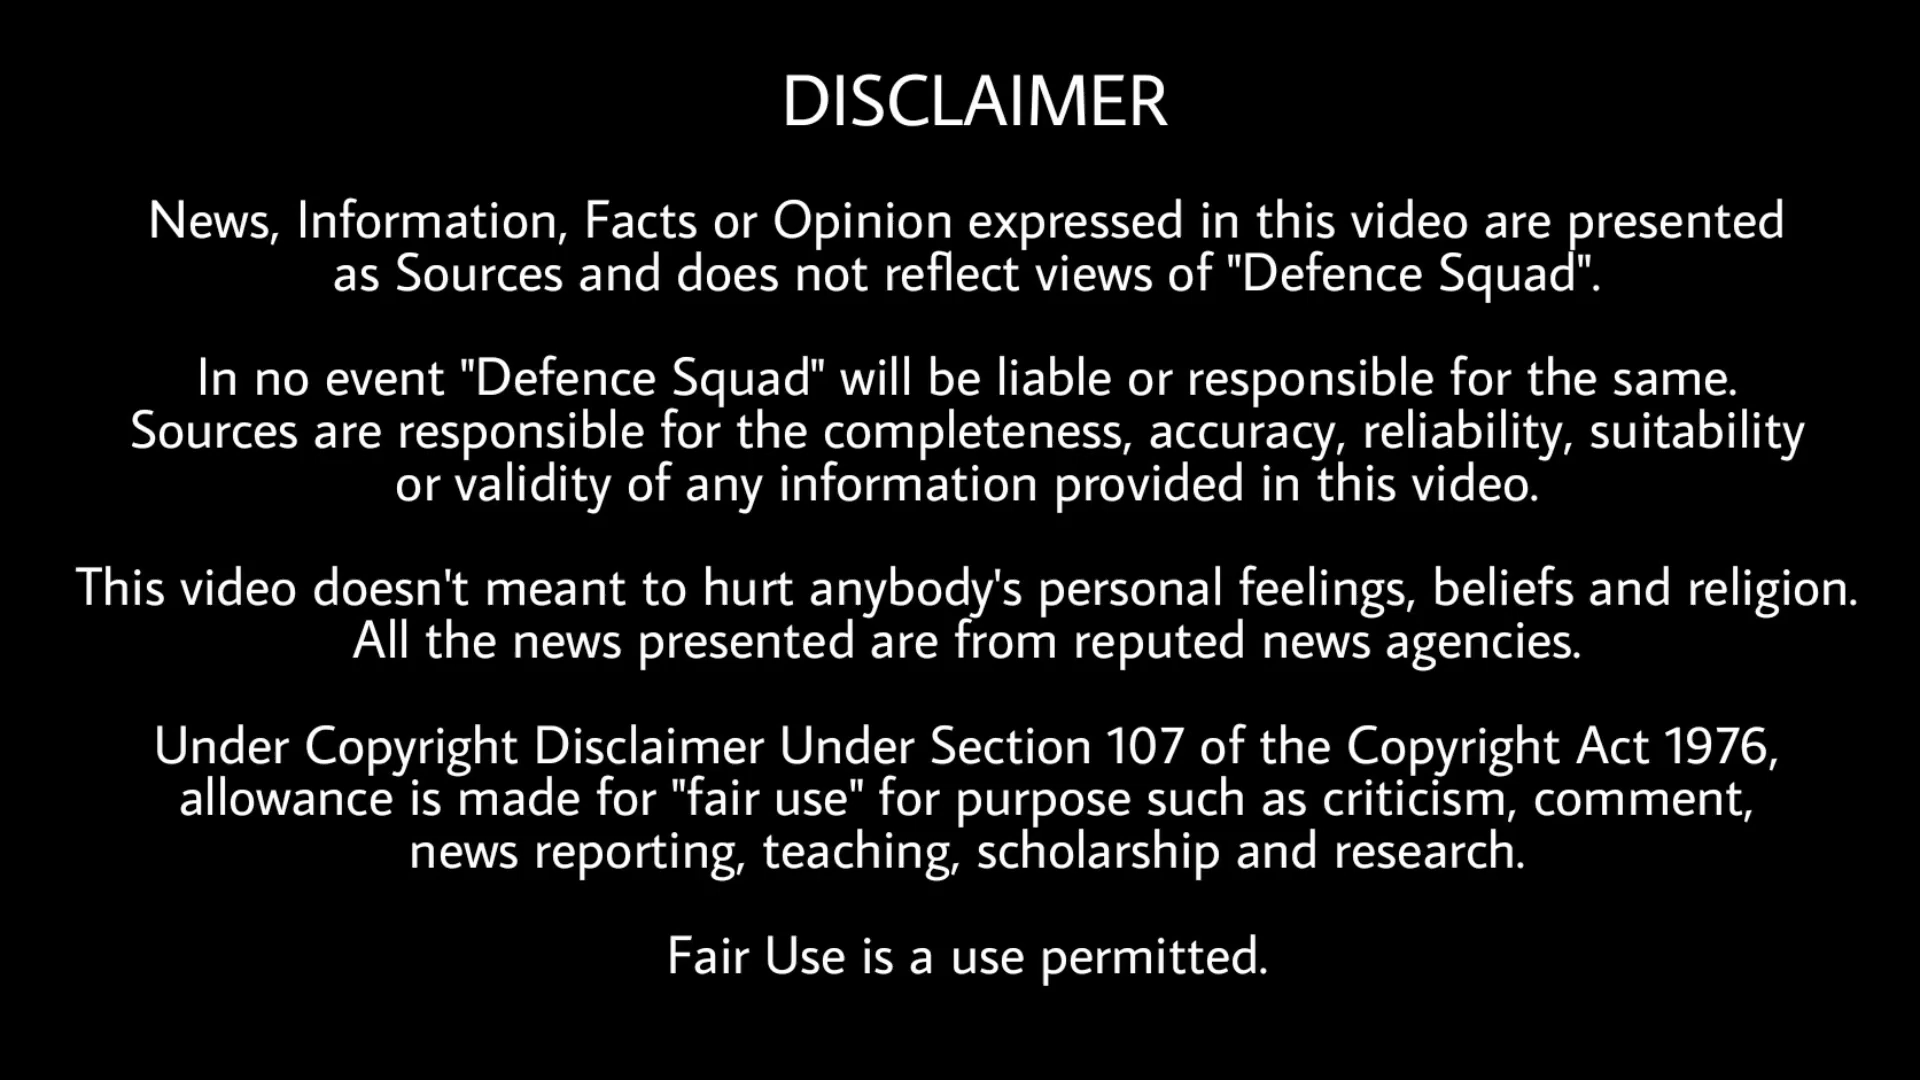 DISCLAIMER
News, Information, Facts or Opinion expressed in this video are presented
as Sources and does not reflect views of "Defence Squad".
In no event "Defence Squad" will be liable or responsible for the same.
Sources are responsible for the completeness, accuracy, reliability, suitability
or validity of any information provided in this video.
This video doesn't meant to hurt anybody's personal feelings, beliefs and religion.
All the news presented are from reputed news agencies.
Under Copyright Disclaimer Under Section 107 of the Copyright Act 1976,
allowance is made for "fair use" for purpose such as criticism, comment,
news reporting, teaching, scholarship and research.
Fair Use is a use permitted.